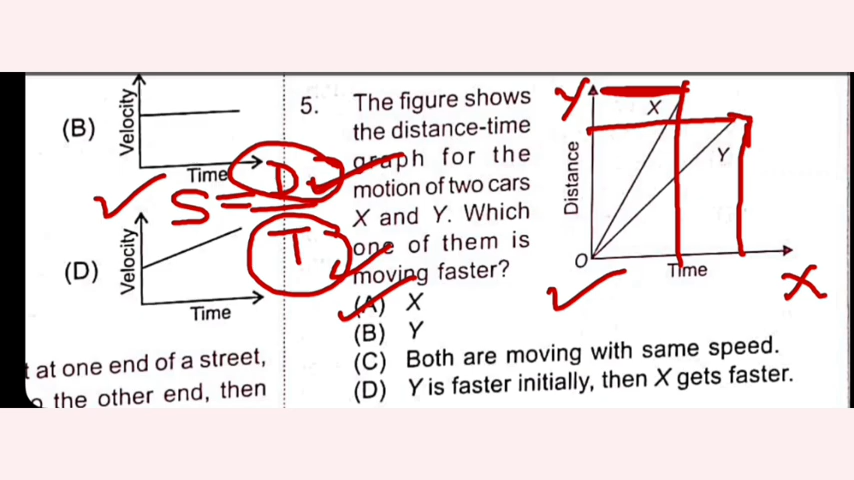 (B)
Velocity
Time
S = D
T
(D)
Velocity
Time
t at one end of a street,
the other end, then
5. The figure shows
the distance-time
graph for the
motion of two cars
X and Y. Which
one of them is
moving faster?
(A) X
(B) Y
(C) Both are moving with same speed.
(D) Y is faster initially, then X gets faster.
Y
X
Y
Distance
O
Time
X